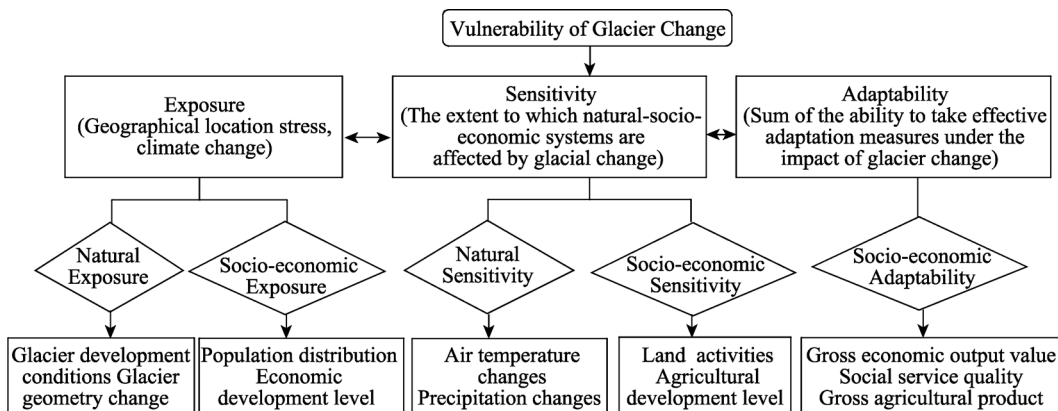 Vulnerability of Glacier Change
Exposure
(Geographical location stress,
climate change)
Sensitivity
(The extent to which natural-socio-
economic systems are
affected by glacial change)
Adaptability
(Sum of the ability to take effective
adaptation measures under the
impact of glacier change)
Natural
Exposure
Socio-economic
Exposure
Natural
Sensitivity
Socio-economic
Sensitivity
Socio-economic
Adaptability
Glacier development
conditions Glacier
geometry change
Population distribution
Economic
development level
Air temperature
changes
Precipitation changes
Land activities
Agricultural
development level
Gross economic output value
Social service quality
Gross agricultural product